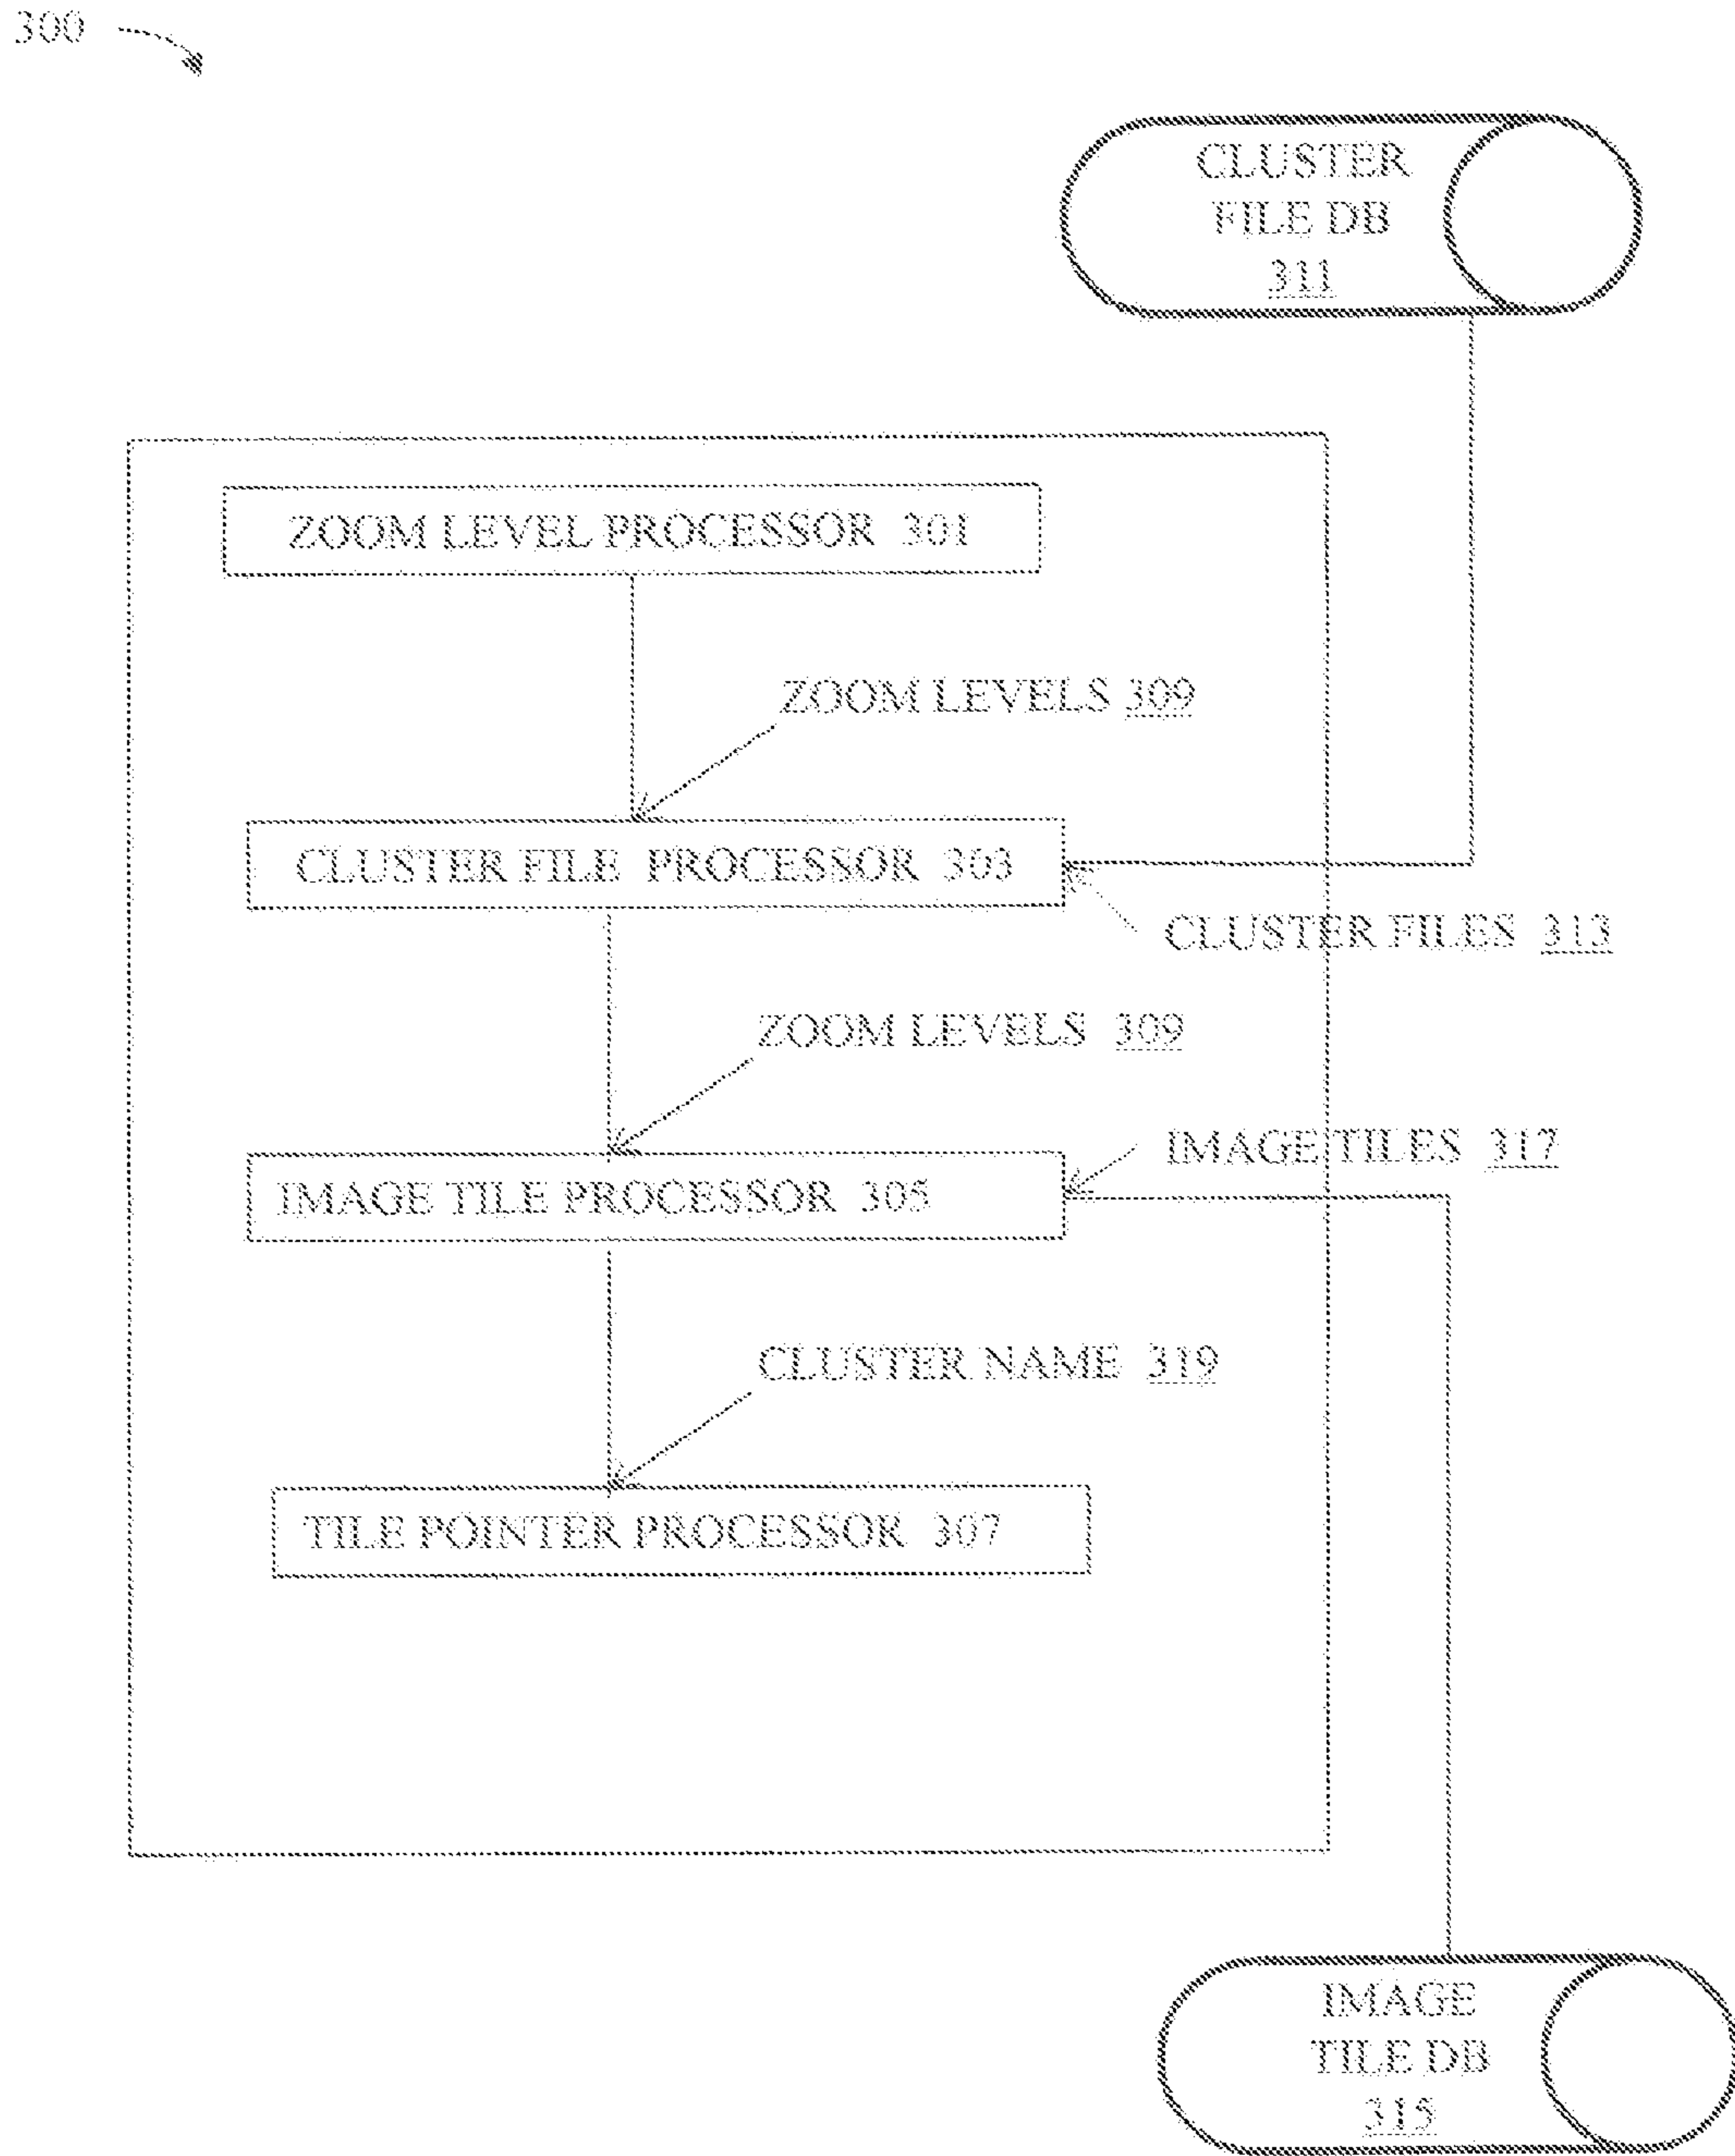 300
CLUSTER
FILE DB
311
ZOOM LEVEL PROCESSOR 301
ZOOM LEVELS 309
CLUSTER FILE PROCESSOR 303
CLUSTER FILES 313
ZOOM LEVELS 309
IMAGE TILES 317
IMAGE TILE PROCESSOR 305
CLUSTER NAME 319
TILE POINTER PROCESSOR 307
IMAGE
TILE DB
315